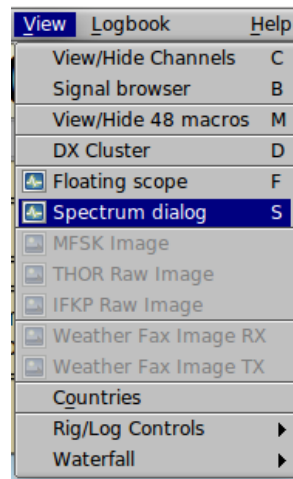 View Logbook Help
View/Hide Channels C
Signal browser B
View/Hide 48 macros M
DX Cluster D
Floating scope F
Spectrum dialog S
MFSK Image
THOR Raw Image
IFKP Raw Image
Weather Fax Image RX
Weather Fax Image TX
Countries
Rig/Log Controls
Waterfall